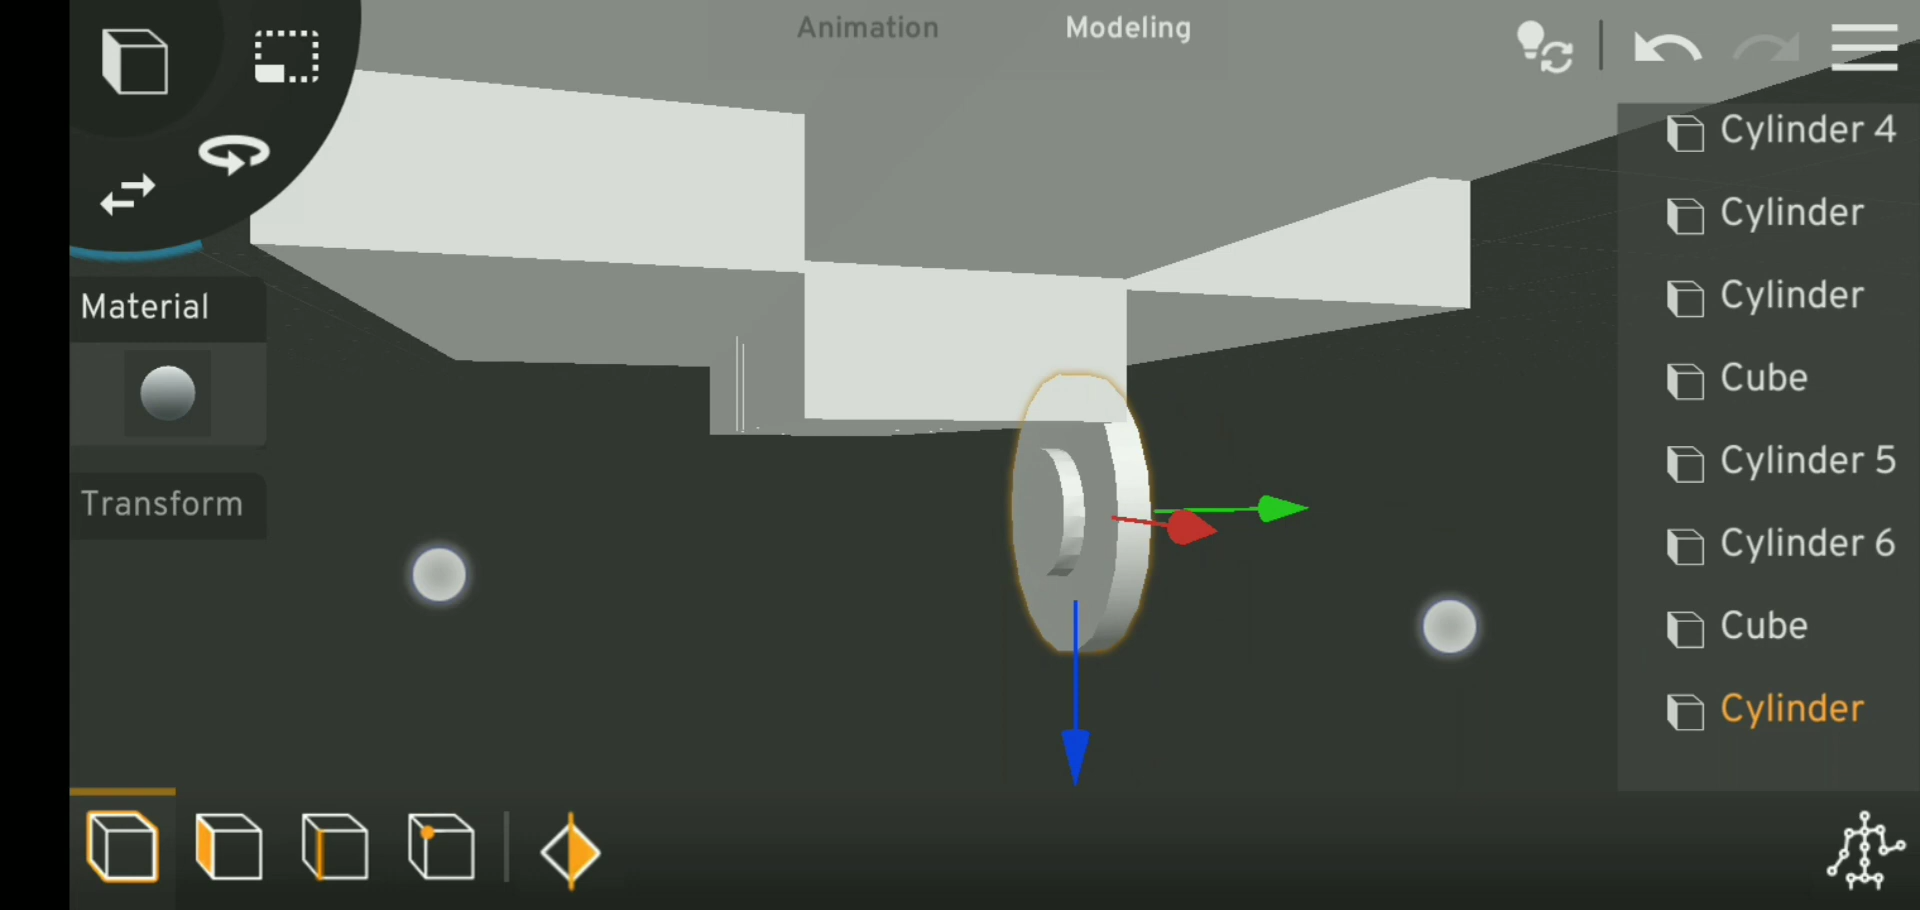 Animation
Modeling
Material
Transform
Cylinder 4
Cylinder
Cylinder
Cube
Cylinder 5
Cylinder 6
Cube
Cylinder